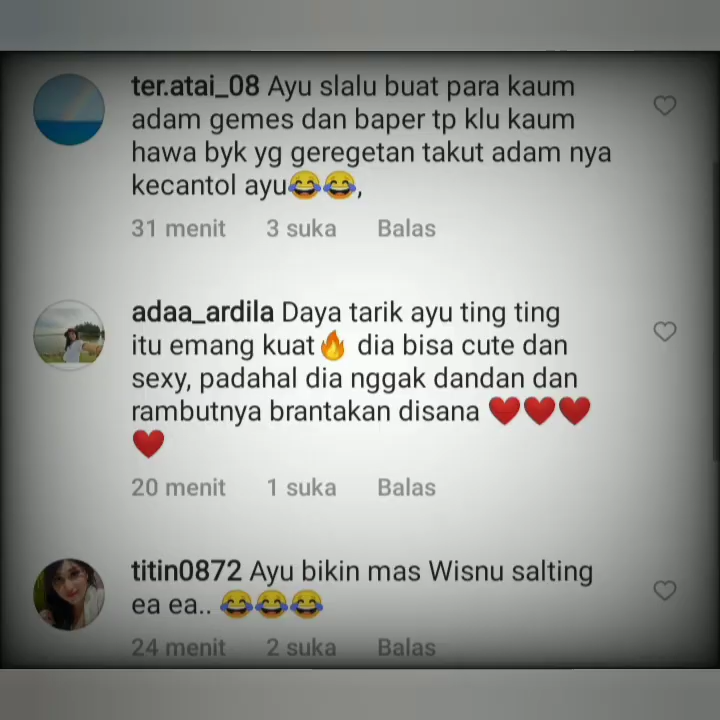 ter.atai_08 Ayu slalu buat para kaum
adam gemes dan baper tp klu kaum
hawa byk yg geregetan takut adam nya
kecantol ayu😂😂,
31 menit 3 suka Balas
adaa_ardila Daya tarik ayu ting ting
itu emang kuat🔥 dia bisa cute dan
sexy, padahal dia nggak dandan dan
rambutnya brantakan disana ❤️❤️❤️
❤️
20 menit 1 suka Balas
titin0872 Ayu bikin mas Wisnu salting
ea ea.. 😂😂😂
24 menit 2 suka Balas